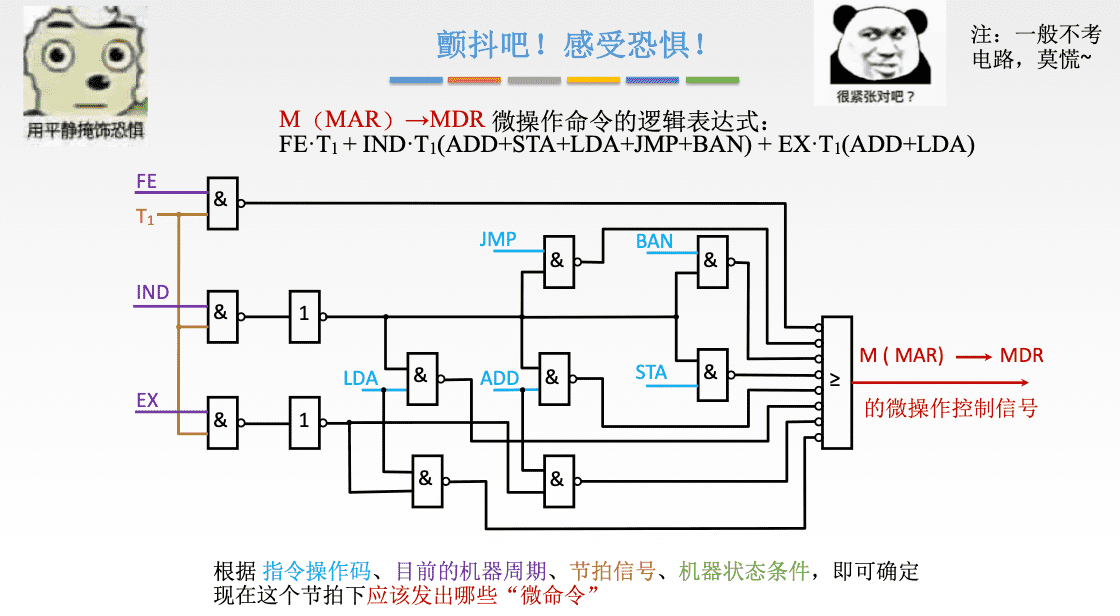 颤抖吧！感受恐惧！
用平静掩饰恐惧
很紧张对吧？
注：一般不考
电路，莫慌~
M（MAR）→MDR 微操作命令的逻辑表达式：
FE·T₁ + IND·T₁(ADD+STA+LDA+JMP+BAN) + EX·T₁(ADD+LDA)
FE
&
T₁
JMP
&
BAN
&
IND
&
1
LDA
&
ADD
&
STA
&
≥
M ( MAR) → MDR
的微操作控制信号
EX
&
1
&
&
根据 指令操作码、目前的机器周期、节拍信号、机器状态条件，即可确定
现在这个节拍下应该发出哪些“微命令”